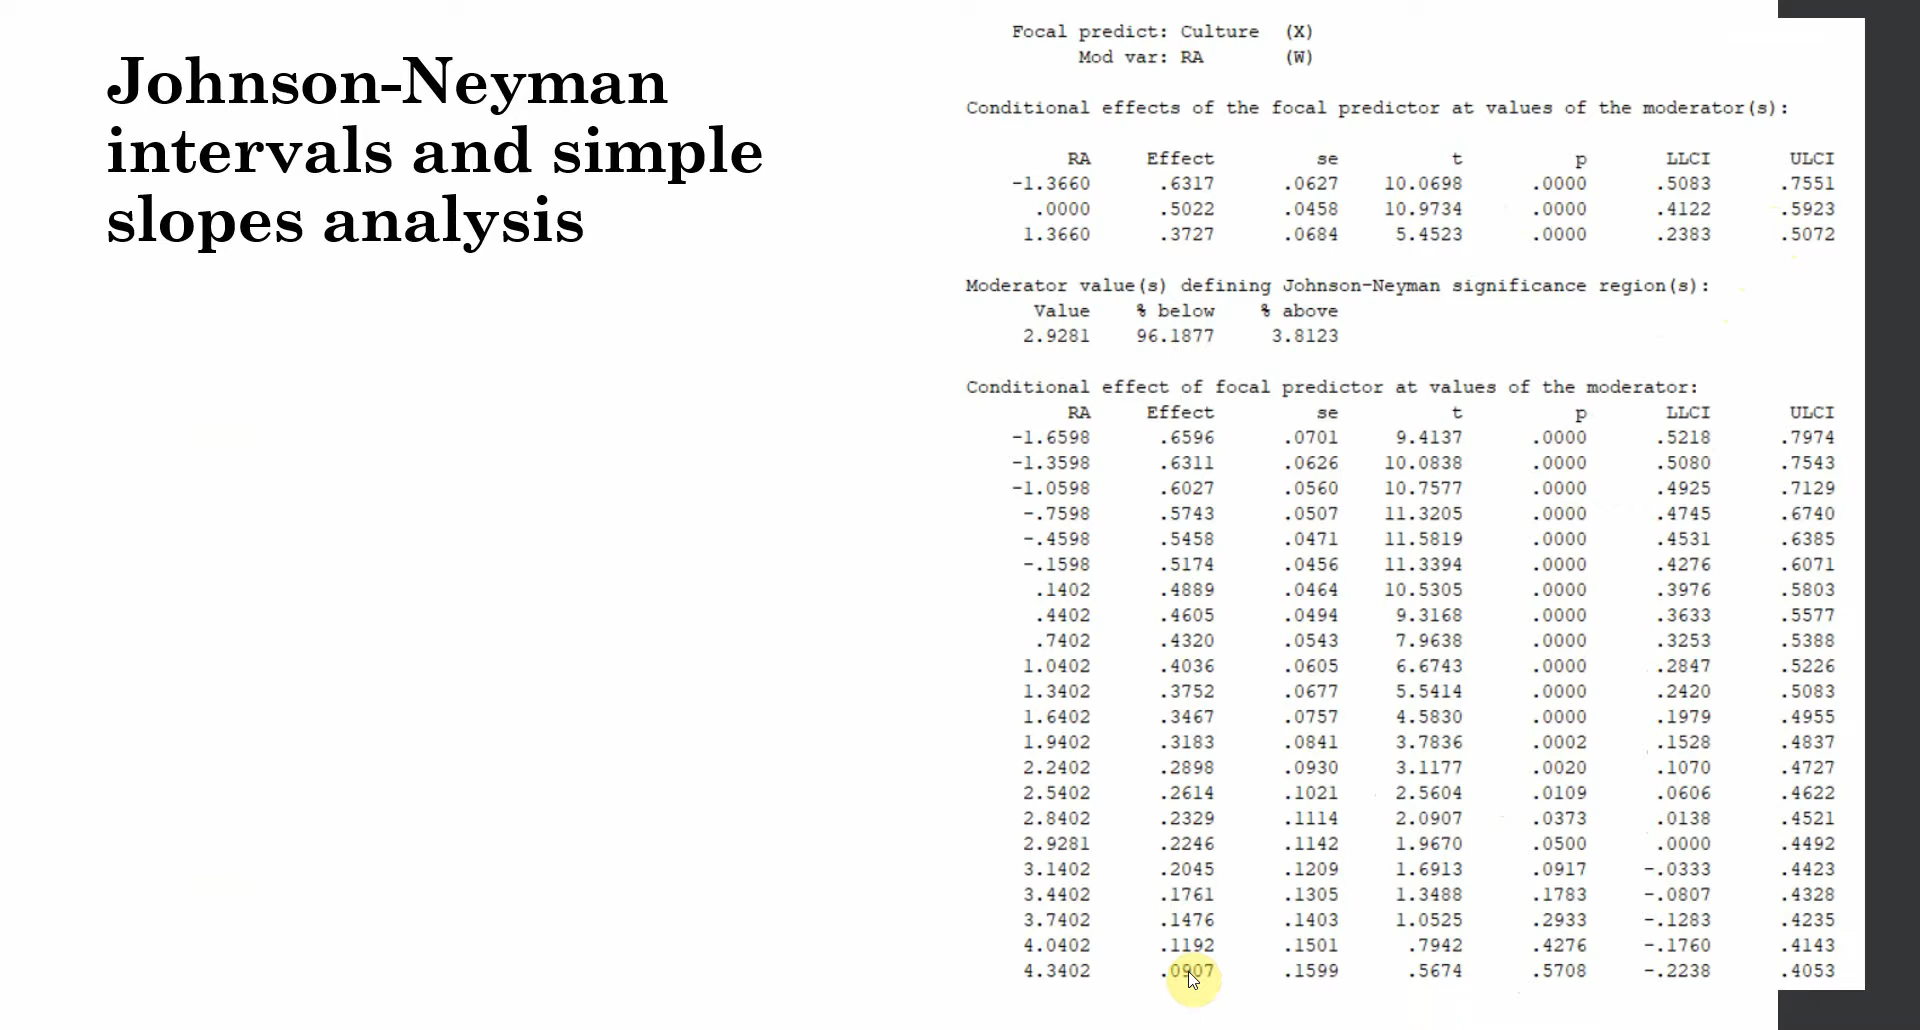 Johnson-Neyman
intervals and simple
slopes analysis
Focal predict: Culture (X)
Mod var: RA (W)
Conditional effects of the focal predictor at values of the moderator(s):
RA Effect se t p LLCI ULCI
-1.3660 .6317 .0627 10.0698 .0000 .5083 .7551
.0000 .5022 .0458 10.9734 .0000 .4122 .5923
1.3660 .3727 .0684 5.4523 .0000 .2383 .5072
Moderator value(s) defining Johnson-Neyman significance region(s):
Value % below % above
2.9281 96.1877 3.8123
Conditional effect of focal predictor at values of the moderator:
RA Effect se t p LLCI ULCI
-1.6598 .6596 .0701 9.4137 .0000 .5218 .7974
-1.3598 .6311 .0626 10.0838 .0000 .5080 .7543
-1.0598 .6027 .0560 10.7577 .0000 .4925 .7129
-.7598 .5743 .0507 11.3205 .0000 .4745 .6740
-.4598 .5458 .0471 11.5819 .0000 .4531 .6385
-.1598 .5174 .0456 11.3394 .0000 .4276 .6071
.1402 .4889 .0464 10.5305 .0000 .3976 .5803
.4402 .4605 .0494 9.3168 .0000 .3633 .5577
.7402 .4320 .0543 7.9638 .0000 .3253 .5388
1.0402 .4036 .0605 6.6743 .0000 .2847 .5226
1.3402 .3752 .0677 5.5414 .0000 .2420 .5083
1.6402 .3467 .0757 4.5830 .0000 .1979 .4955
1.9402 .3183 .0841 3.7836 .0002 .1528 .4837
2.2402 .2898 .0930 3.1177 .0020 .1070 .4727
2.5402 .2614 .1021 2.5604 .0109 .0606 .4622
2.8402 .2329 .1114 2.0907 .0373 .0138 .4521
2.9281 .2246 .1142 1.9670 .0500 .0000 .4492
3.1402 .2045 .1209 1.6913 .0917 -.0333 .4423
3.4402 .1761 .1305 1.3488 .1783 -.0807 .4328
3.7402 .1476 .1403 1.0525 .2933 -.1283 .4235
4.0402 .1192 .1501 .7942 .4276 -.1760 .4143
4.3402 .0907 .1599 .5674 .5708 -.2238 .4053